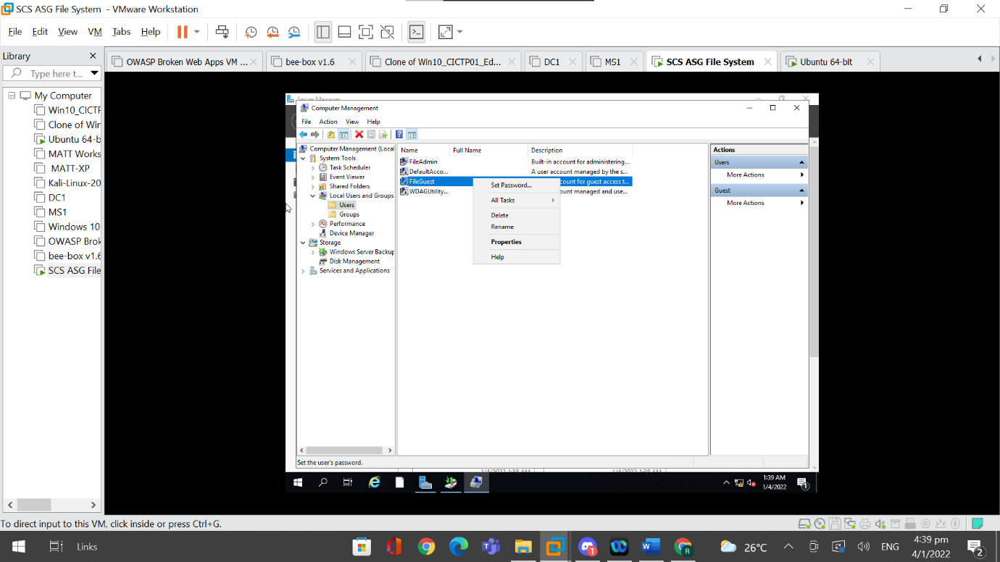 SCS ASG File System - VMware Workstation
File Edit View VM Tabs Help
Library
Type here t...
OWASP Broken Web Apps VM ...
bee-box v1.6
Clone of Win10_CICTP01_Ed...
DC1
MS1
SCS ASG File System
Ubuntu 64-bit
My Computer
Win10_CICTF
Clone of Wir
Ubuntu 64-b
MATT Works
MATT-XP
Kali-Linux-20
DC1
MS1
Windows 10
OWASP Brok
bee-box v1.6
SCS ASG File
Server Manager
Computer Management
File Action View Help
Computer Management (Local
System Tools
Task Scheduler
Event Viewer
Shared Folders
Local Users and Groups
Users
Groups
Performance
Device Manager
Storage
Windows Server Backup
Disk Management
Services and Applications
Name Full Name Description
FileAdmin Built-in account for administering...
DefaultAcco... A user account managed by the s...
FileGuest count for guest access t...
WDAGUtility... ount managed and use...
Set Password...
All Tasks
Delete
Rename
Properties
Help
Actions
Users
More Actions
Guest
More Actions
Set the user's password.
1/4/2022 1:38 AM 1/4/2022 1:38 AM
1:39 AM
1/4/2022
1
To direct input to this VM, click inside or press Ctrl+G.
Links
1
26°C
ENG
4:39 pm
4/1/2022
2